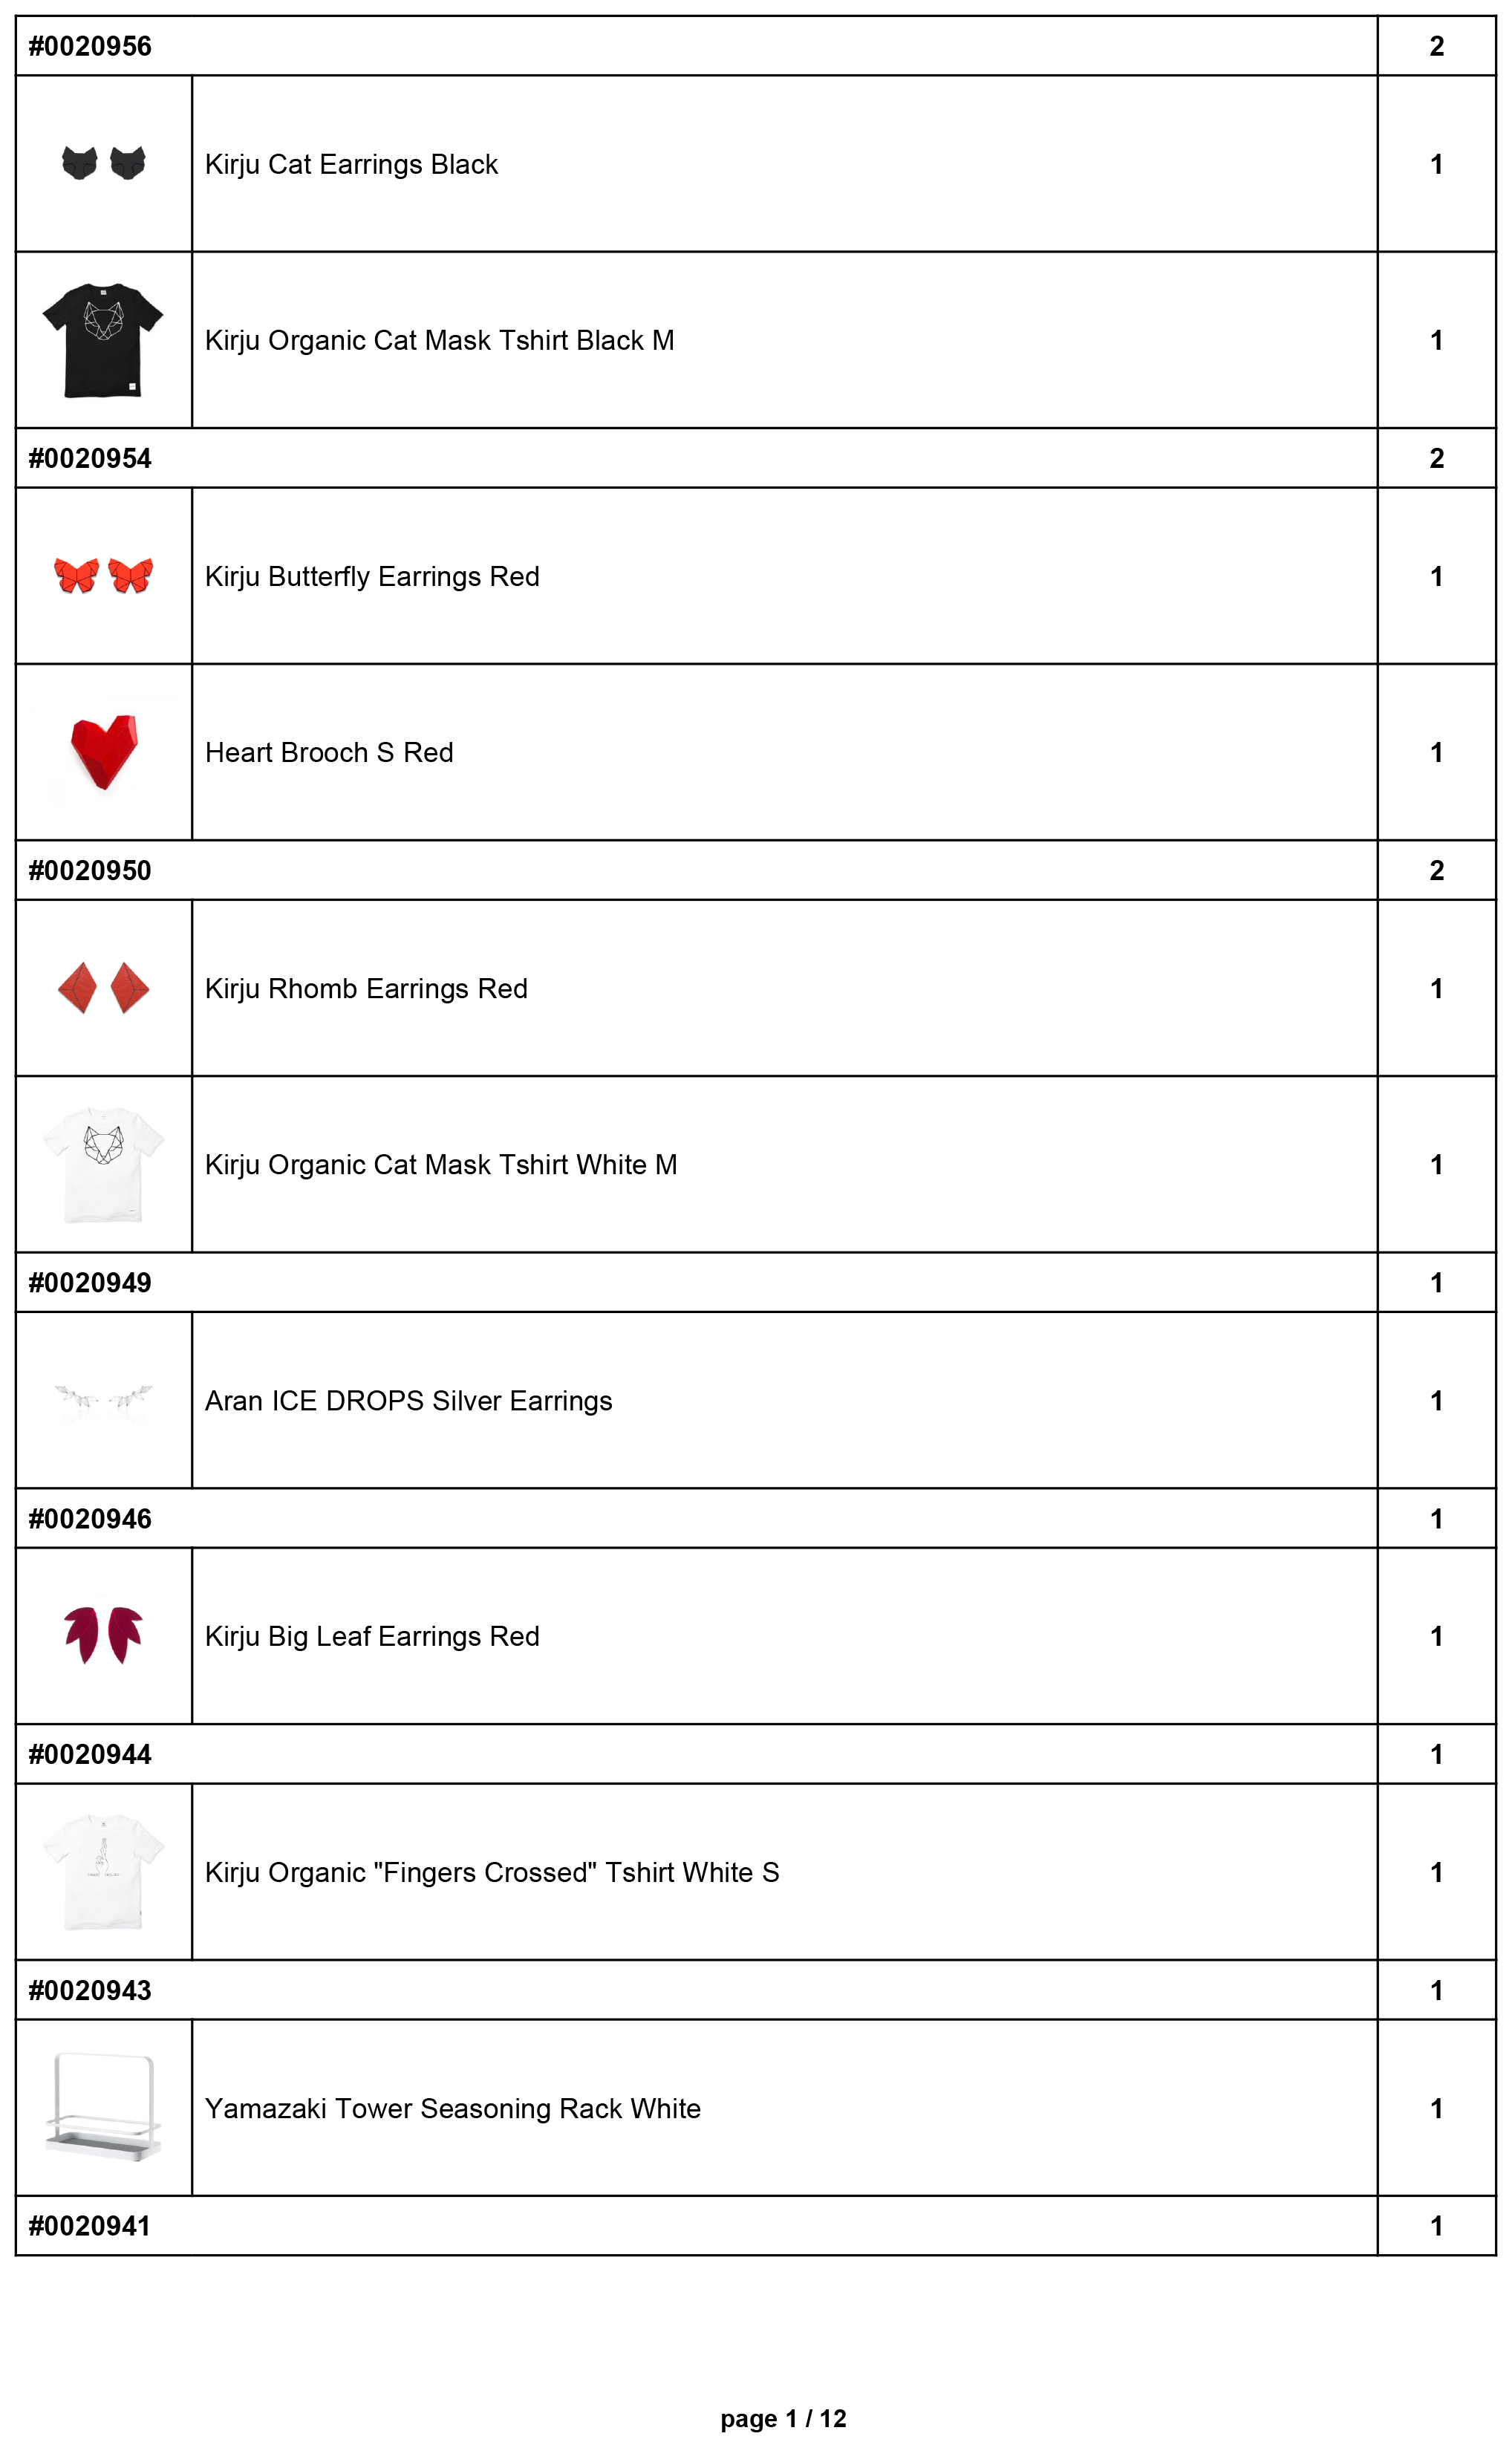 #0020956 2
Kirju Cat Earrings Black 1
Kirju Organic Cat Mask Tshirt Black M 1
#0020954 2
Kirju Butterfly Earrings Red 1
Heart Brooch S Red 1
#0020950 2
Kirju Rhomb Earrings Red 1
Kirju Organic Cat Mask Tshirt White M 1
#0020949 1
Aran ICE DROPS Silver Earrings 1
#0020946 1
Kirju Big Leaf Earrings Red 1
#0020944 1
Kirju Organic "Fingers Crossed" Tshirt White S 1
#0020943 1
Yamazaki Tower Seasoning Rack White 1
#0020941 1
page 1 / 12